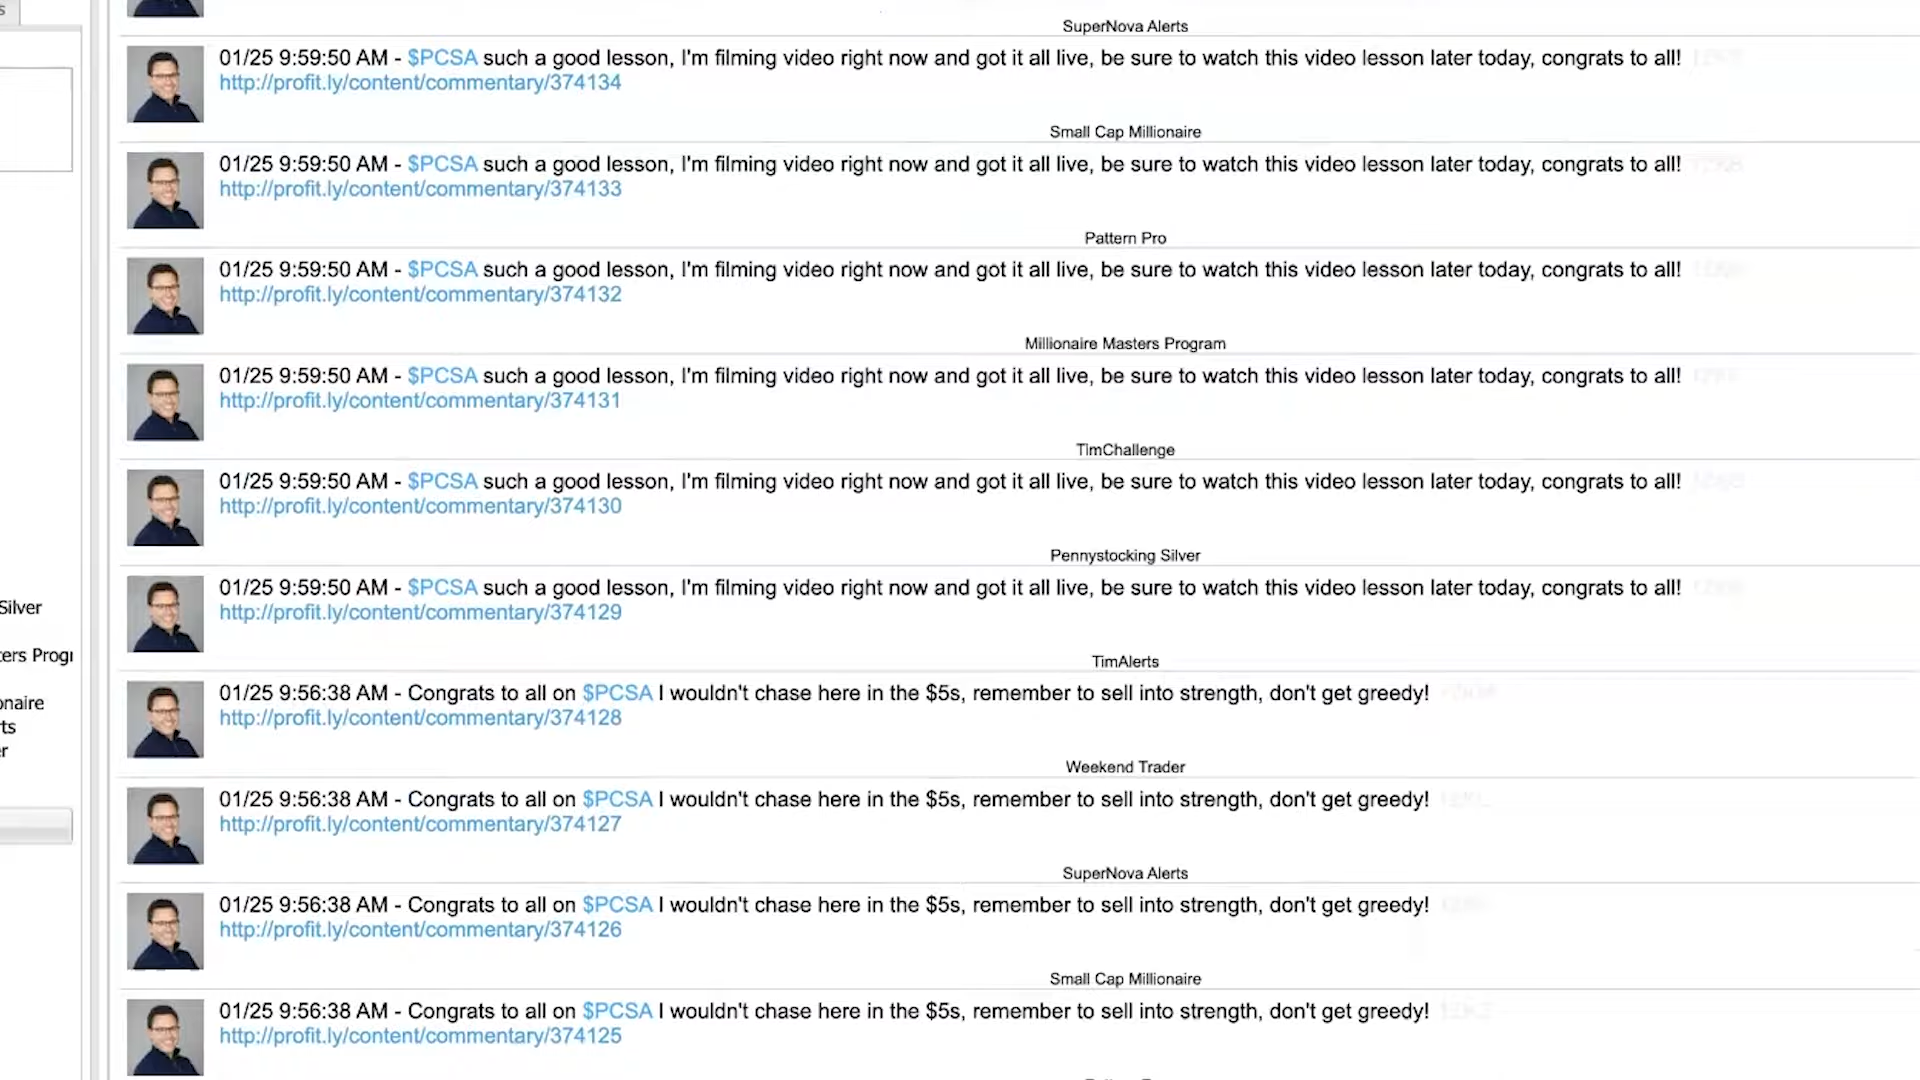 s
SuperNova Alerts
01/25 9:59:50 AM - $PCSA such a good lesson, I'm filming video right now and got it all live, be sure to watch this video lesson later today, congrats to all!
http://profit.ly/content/commentary/374134
Small Cap Millionaire
01/25 9:59:50 AM - $PCSA such a good lesson, I'm filming video right now and got it all live, be sure to watch this video lesson later today, congrats to all!
http://profit.ly/content/commentary/374133
Pattern Pro
01/25 9:59:50 AM - $PCSA such a good lesson, I'm filming video right now and got it all live, be sure to watch this video lesson later today, congrats to all!
http://profit.ly/content/commentary/374132
Millionaire Masters Program
01/25 9:59:50 AM - $PCSA such a good lesson, I'm filming video right now and got it all live, be sure to watch this video lesson later today, congrats to all!
http://profit.ly/content/commentary/374131
TimChallenge
01/25 9:59:50 AM - $PCSA such a good lesson, I'm filming video right now and got it all live, be sure to watch this video lesson later today, congrats to all!
http://profit.ly/content/commentary/374130
Pennystocking Silver
01/25 9:59:50 AM - $PCSA such a good lesson, I'm filming video right now and got it all live, be sure to watch this video lesson later today, congrats to all!
http://profit.ly/content/commentary/374129
TimAlerts
01/25 9:56:38 AM - Congrats to all on $PCSA I wouldn't chase here in the $5s, remember to sell into strength, don't get greedy!
http://profit.ly/content/commentary/374128
Weekend Trader
01/25 9:56:38 AM - Congrats to all on $PCSA I wouldn't chase here in the $5s, remember to sell into strength, don't get greedy!
http://profit.ly/content/commentary/374127
SuperNova Alerts
01/25 9:56:38 AM - Congrats to all on $PCSA I wouldn't chase here in the $5s, remember to sell into strength, don't get greedy!
http://profit.ly/content/commentary/374126
Small Cap Millionaire
01/25 9:56:38 AM - Congrats to all on $PCSA I wouldn't chase here in the $5s, remember to sell into strength, don't get greedy!
http://profit.ly/content/commentary/374125
Silver
ters Progr
onaire
ts
er